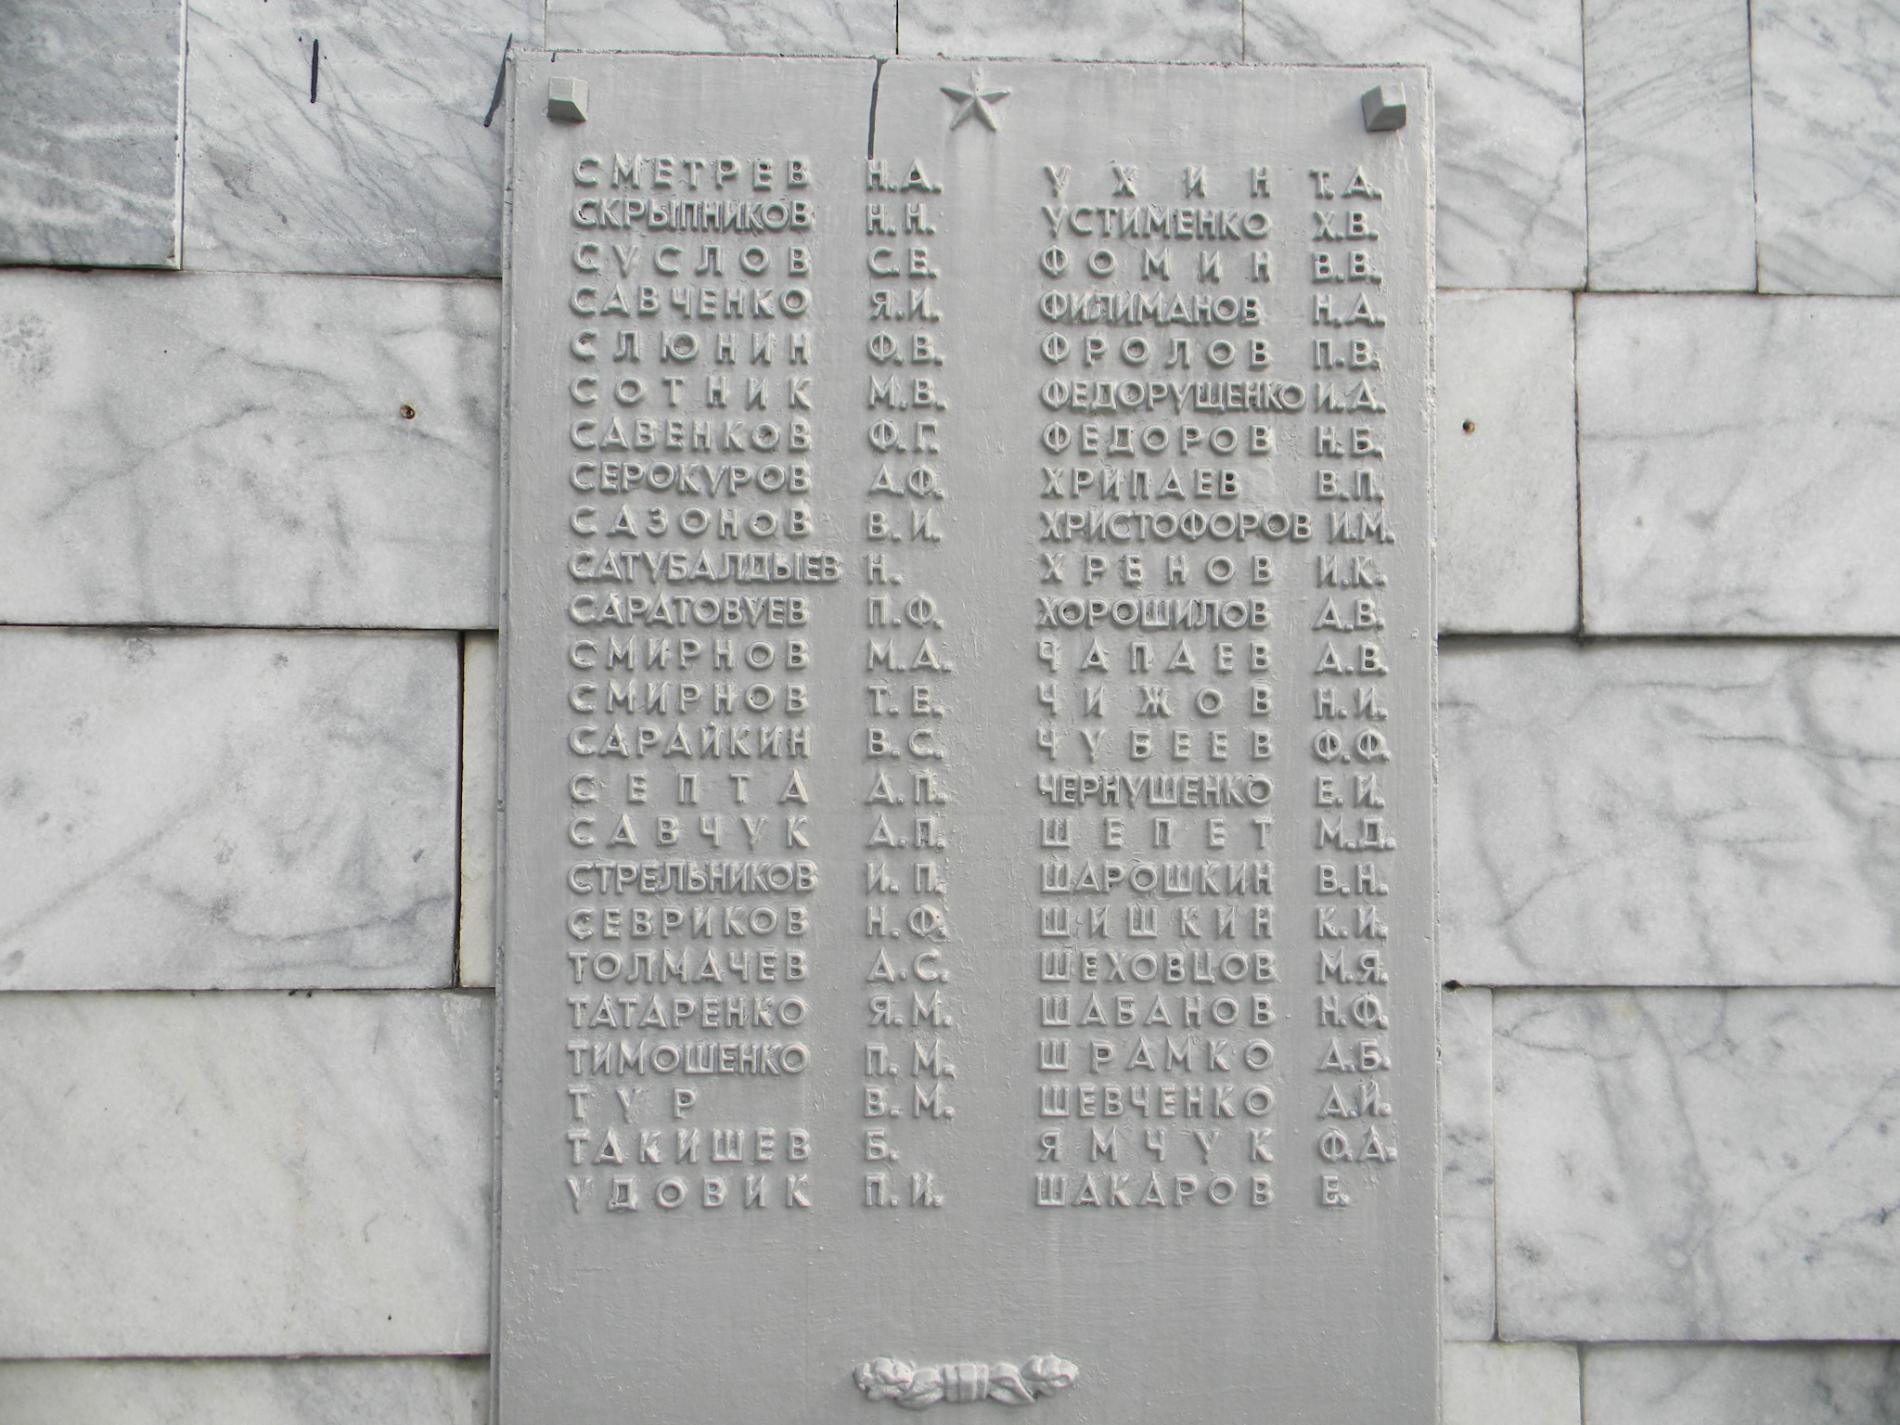 СМЕТРЕВ Н.А.
СКРЫПНИКОВ Н.Н.
СУСЛОВ С.Е.
САВЧЕНКО Я.И.
СЛЮНИН Ф.В.
СОТНИК М.В.
САВЕНКОВ Ф.Г.
СЕРОКУРОВ А.Ф.
САЗОНОВ В.И.
САТУБАЛДЫЕВ Н.
САРАТОВУЕВ П.Ф.
СМИРНОВ М.А.
СМИРНОВ Т.Е.
САРАЙКИН В.С.
СЕПТА А.П.
САВЧУК А.П.
СТРЕЛЬНИКОВ И.П.
СЕВРИКОВ Н.Ф.
ТОЛМАЧЕВ А.С.
ТАТАРЕНКО Я.М.
ТИМОШЕНКО П.М.
ТУР В.М.
ТАКИШЕВ Б.
УДОВИК П.И.
УХИН Т.А.
УСТИМЕНКО Х.В.
ФОМИН В.В.
ФИЛИМАНОВ Н.А.
ФРОЛОВ П.В.
ФЕДОРУЩЕНКО И.А.
ФЕДОРОВ Н.Б.
ХРИПАЕВ В.П.
ХРИСТОФОРОВ И.М.
ХРЕНОВ И.К.
ХОРОШИЛОВ А.В.
ЧАПАЕВ А.В.
ЧИЖОВ Н.И.
ЧУБЕЕВ Ф.Ф.
ЧЕРНУШЕНКО Е.И.
ШЕПЕТ М.Д.
ШАРОШКИН В.Н.
ШИШКИН К.И.
ШЕХОВЦОВ М.Я.
ШАБАНОВ Н.Ф.
ШРАМКО А.Б.
ШЕВЧЕНКО А.И.
ЯМЧУК Ф.А.
ШАКАРОВ Е.